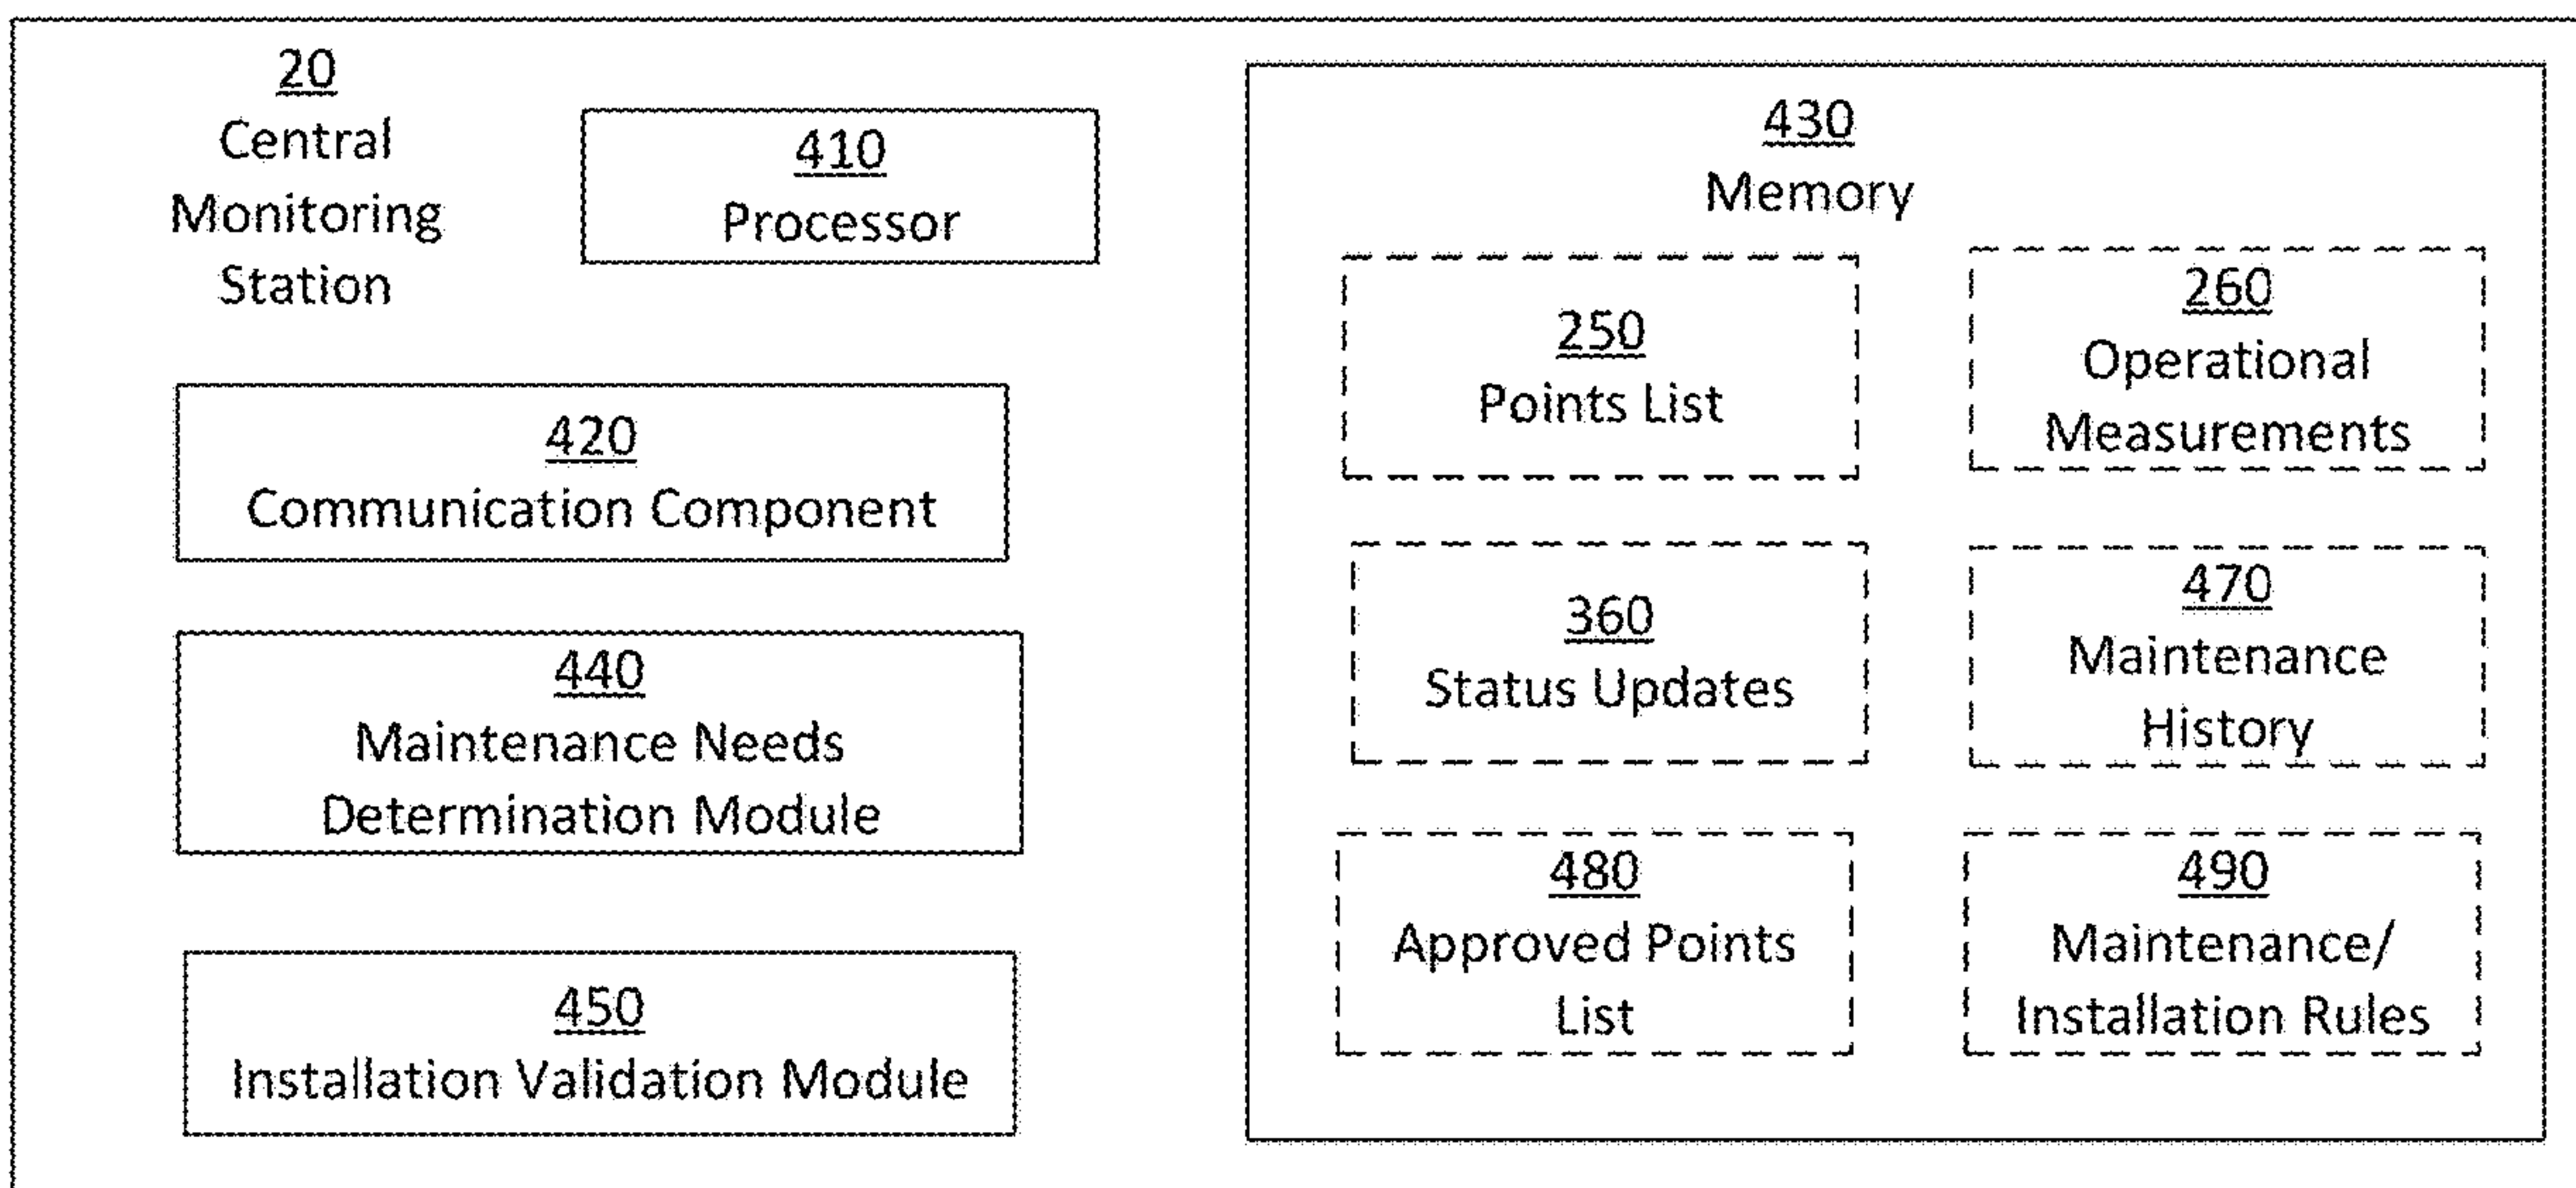 20
Central
Monitoring
Station
410
Processor
420
Communication Component
440
Maintenance Needs
Determination Module
450
Installation Validation Module
430
Memory
250
Points List
260
Operational
Measurements
360
Status Updates
470
Maintenance
History
480
Approved Points
List
490
Maintenance/
Installation Rules